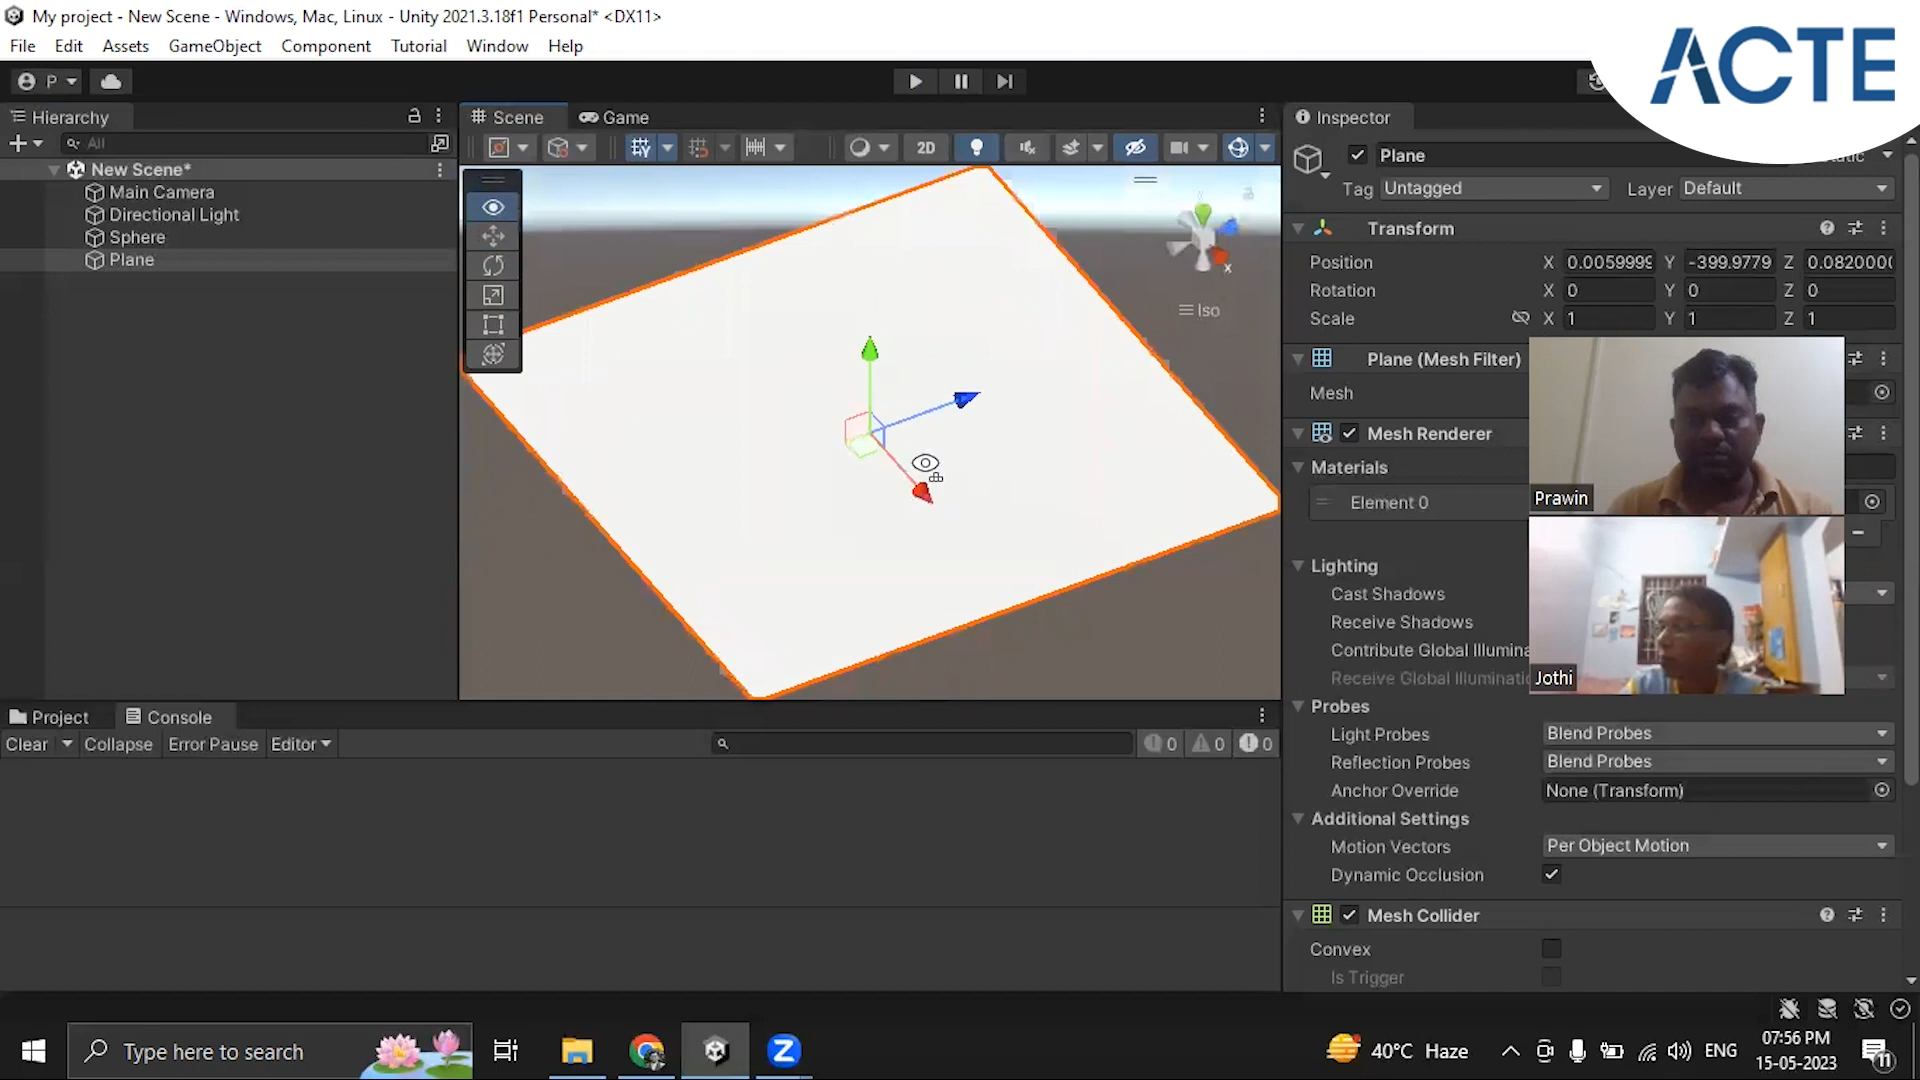 My project - New Scene - Windows, Mac, Linux - Unity 2021.3.18f1 Personal* <DX11>
ACTE
File Edit Assets GameObject Component Tutorial Window Help
P
Hierarchy
Scene
Game
Inspector
All
2D
Plane
New Scene*
Main Camera
Tag Untagged Layer Default
Directional Light
Sphere
Plane
Transform
x
Position X 0.0059999 Y -399.9779 Z 0.082000
Rotation X 0 Y 0 Z 0
Iso
Scale X 1 Y 1 Z 1
Plane (Mesh Filter)
Mesh
Mesh Renderer
Materials
Element 0
Prawin
Lighting
Cast Shadows
Receive Shadows
Contribute Global Illumina
Receive Global Illuminati
Jothi
Probes
Project
Console
Light Probes Blend Probes
Clear Collapse Error Pause Editor 0 0 0
Reflection Probes Blend Probes
Anchor Override None (Transform)
Additional Settings
Motion Vectors Per Object Motion
Dynamic Occlusion
Mesh Collider
Convex
Is Trigger
Type here to search
Z
40°C Haze
ENG
07:56 PM
15-05-2023
11